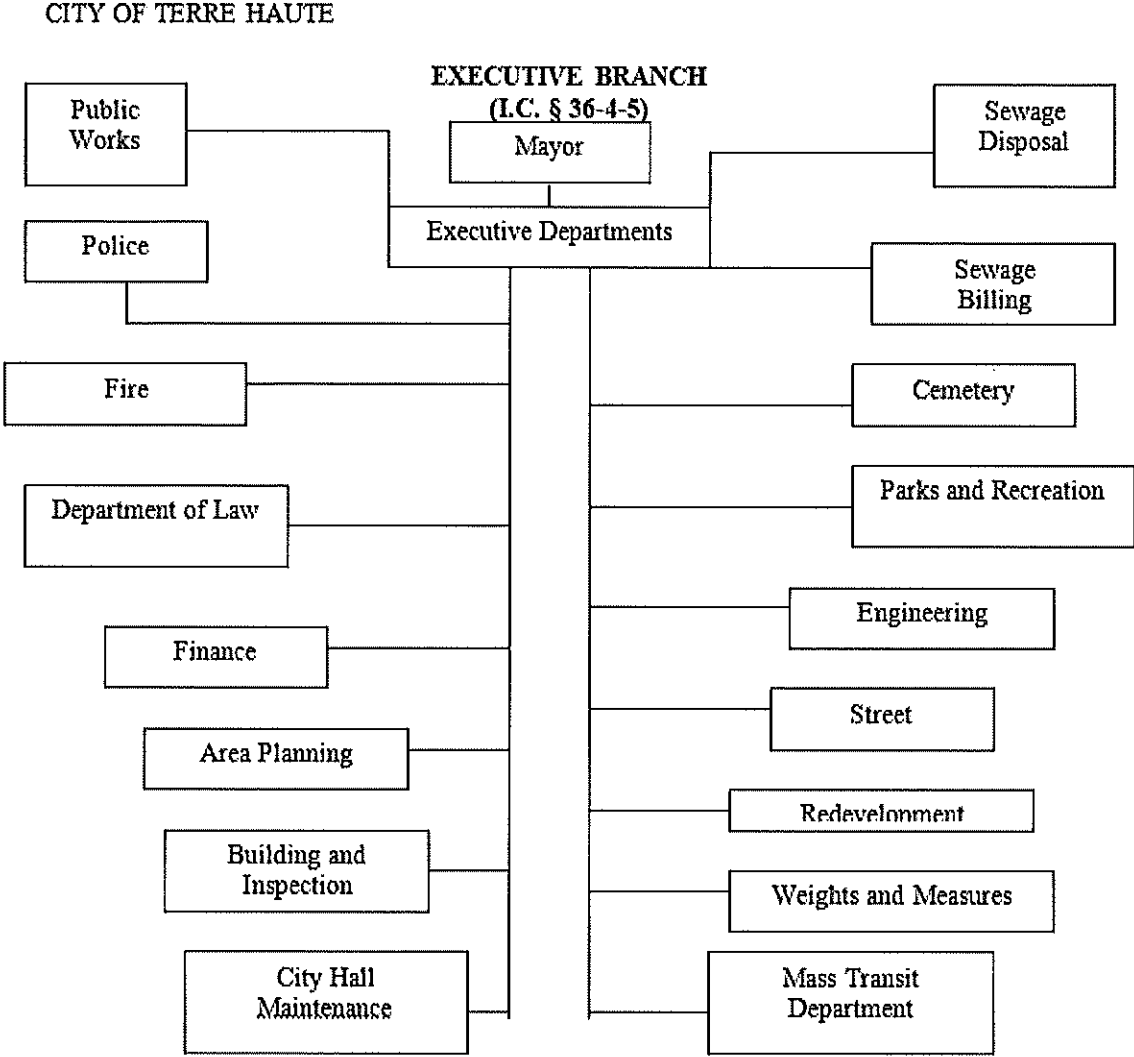 CITY OF TERRE HAUTE
EXECUTIVE BRANCH
(I.C. § 36-4-5)
Mayor
Executive Departments
Public
Works
Police
Fire
Department of Law
Finance
Area Planning
Building and
Inspection
City Hall
Maintenance
Sewage
Disposal
Sewage
Billing
Cemetery
Parks and Recreation
Engineering
Street
Redevelopment
Weights and Measures
Mass Transit
Department